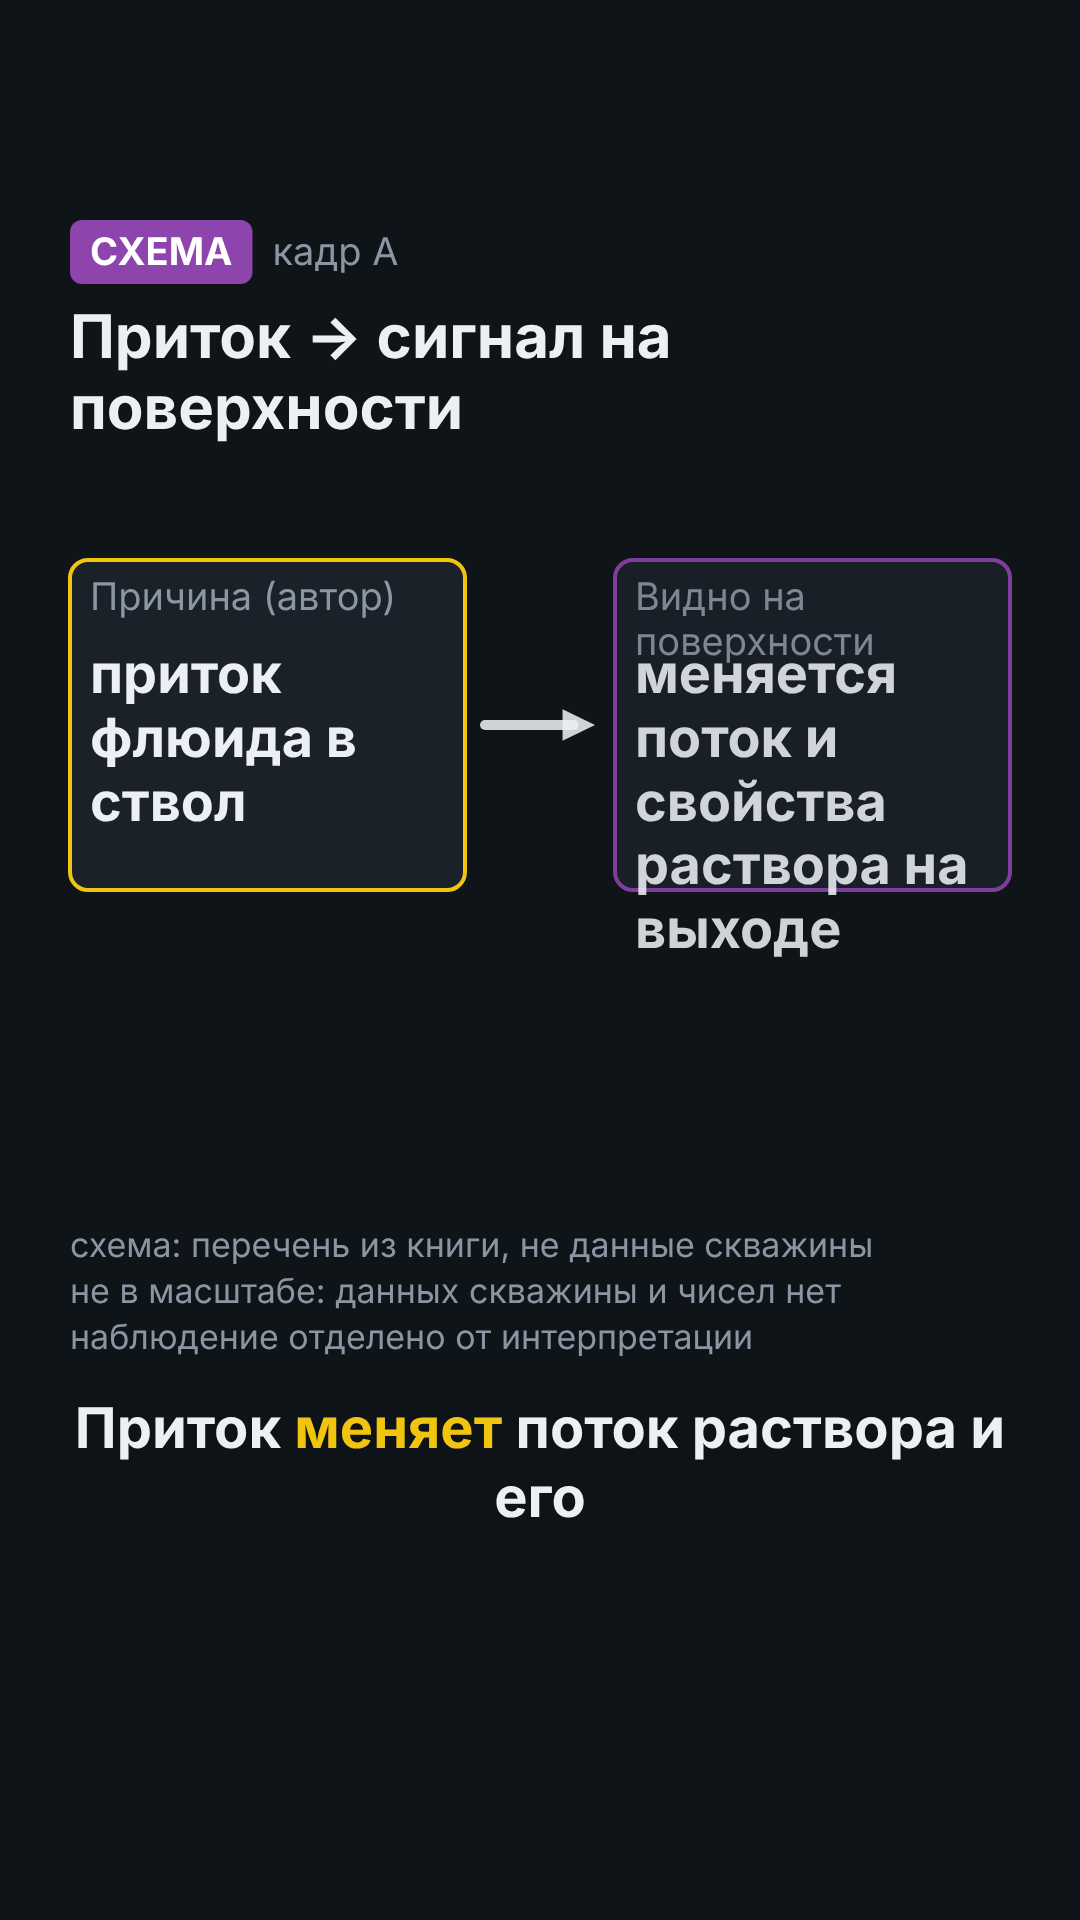 СХЕМА кадр А
Приток → сигнал на
поверхности
Причина (автор)
приток
флюида в
ствол
Видно на
поверхности
меняется
поток и
свойства
раствора на
выходе
схема: перечень из книги, не данные скважины
не в масштабе: данных скважины и чисел нет
наблюдение отделено от интерпретации
Приток меняет поток раствора и
его